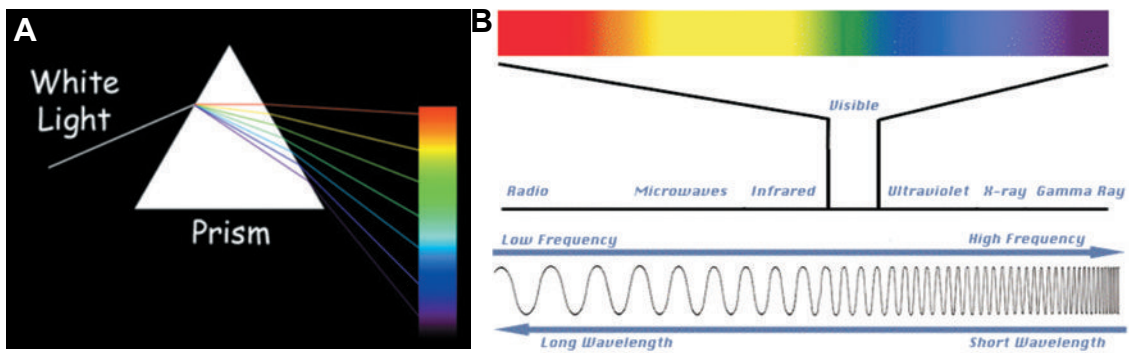 A
White
Light
Prism
B
Visible
Radio Microwaves Infrared Ultraviolet X-ray Gamma Ray
Low Frequency High Frequency
Long Wavelength Short Wavelength